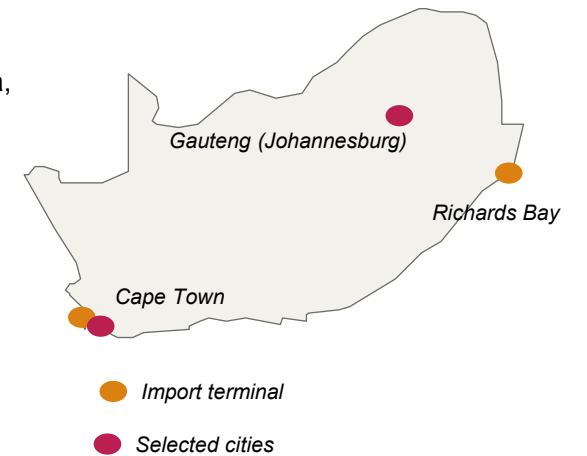 Gauteng (Johannesburg)
Richards Bay
Cape Town
Import terminal
Selected cities